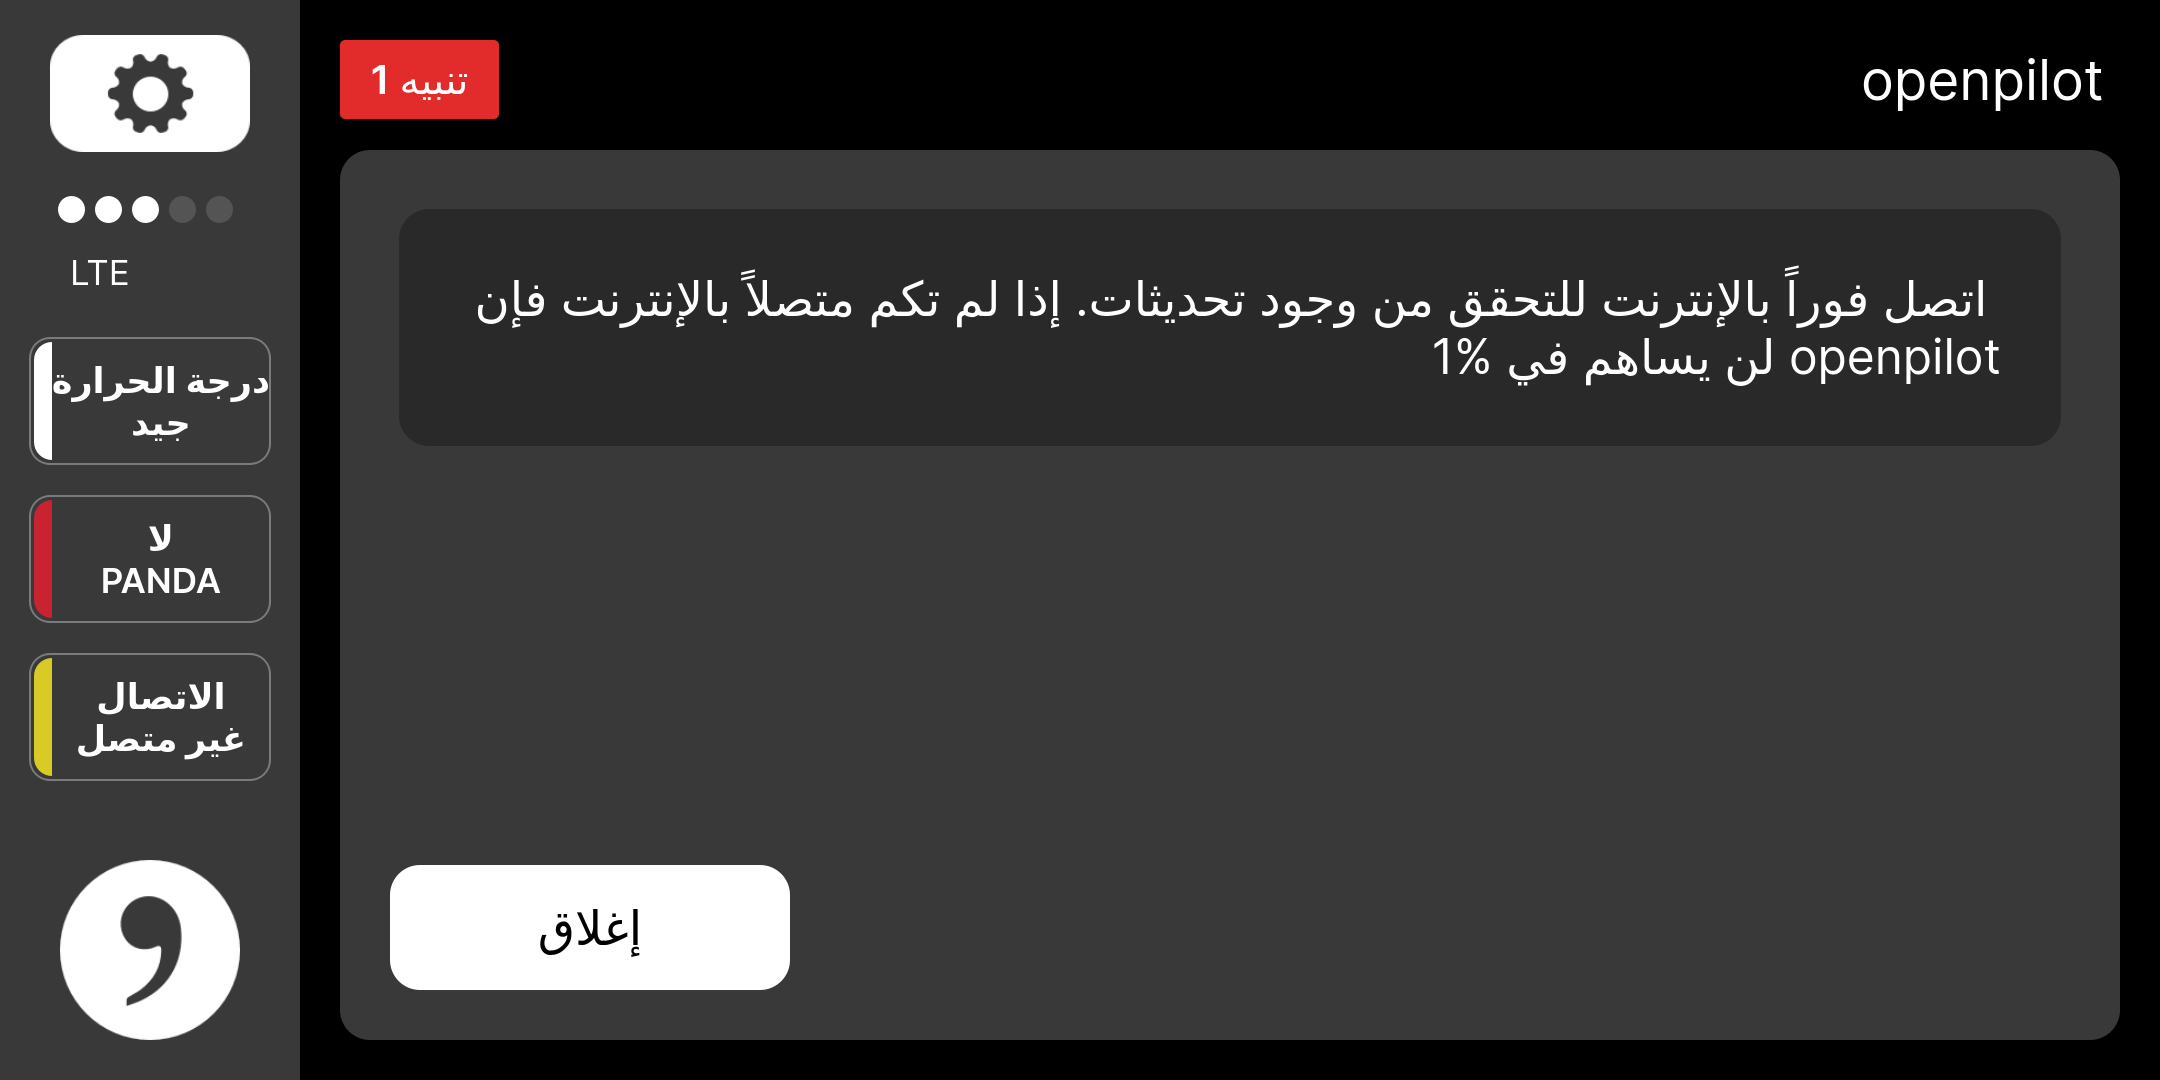 openpilot
تنبيه 1
LTE
درجة الحرارة
جيد
لا
PANDA
الاتصال
غير متصل
اتصل فوراً بالإنترنت للتحقق من وجود تحديثات. إذا لم تكم متصلاً بالإنترنت فإن
openpilot لن يساهم في 1%
إغلاق